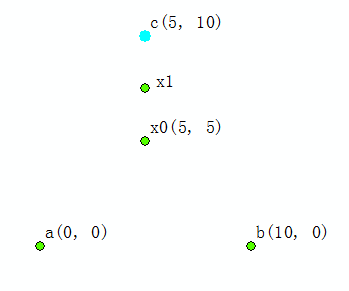 c(5, 10)
x1
x0(5, 5)
a(0, 0)
b(10, 0)